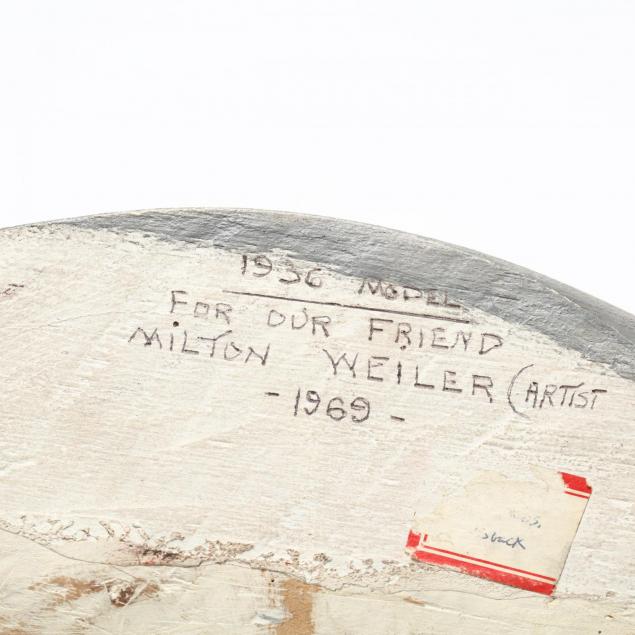 1936 MODEL
FOR OUR FRIEND
MILTON WEILER (ARTIST
- 1969 -